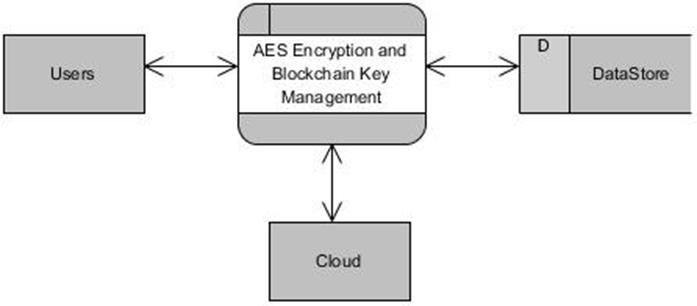 Users
AES Encryption and
Blockchain Key
Management
D
DataStore
Cloud